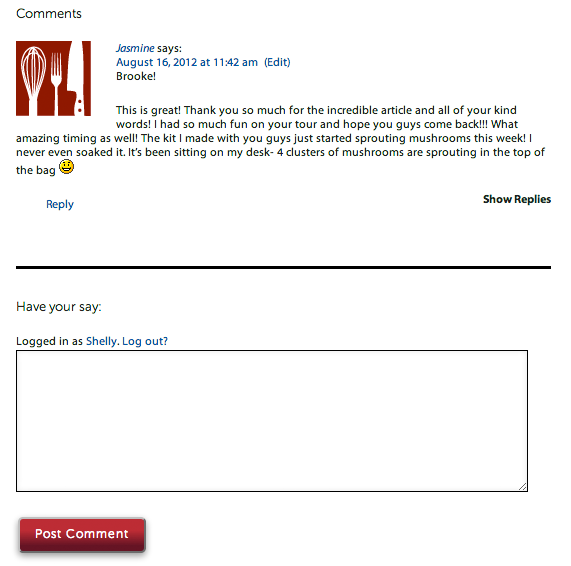 Comments
Jasmine says:
August 16, 2012 at 11:42 am (Edit)
Brooke!
This is great! Thank you so much for the incredible article and all of your kind
words! I had so much fun on your tour and hope you guys come back!!! What
amazing timing as well! The kit I made with you guys just started sprouting mushrooms this week! I
never even soaked it. It's been sitting on my desk- 4 clusters of mushrooms are sprouting in the top of
the bag
Reply
Show Replies
Have your say:
Logged in as Shelly. Log out?
Post Comment